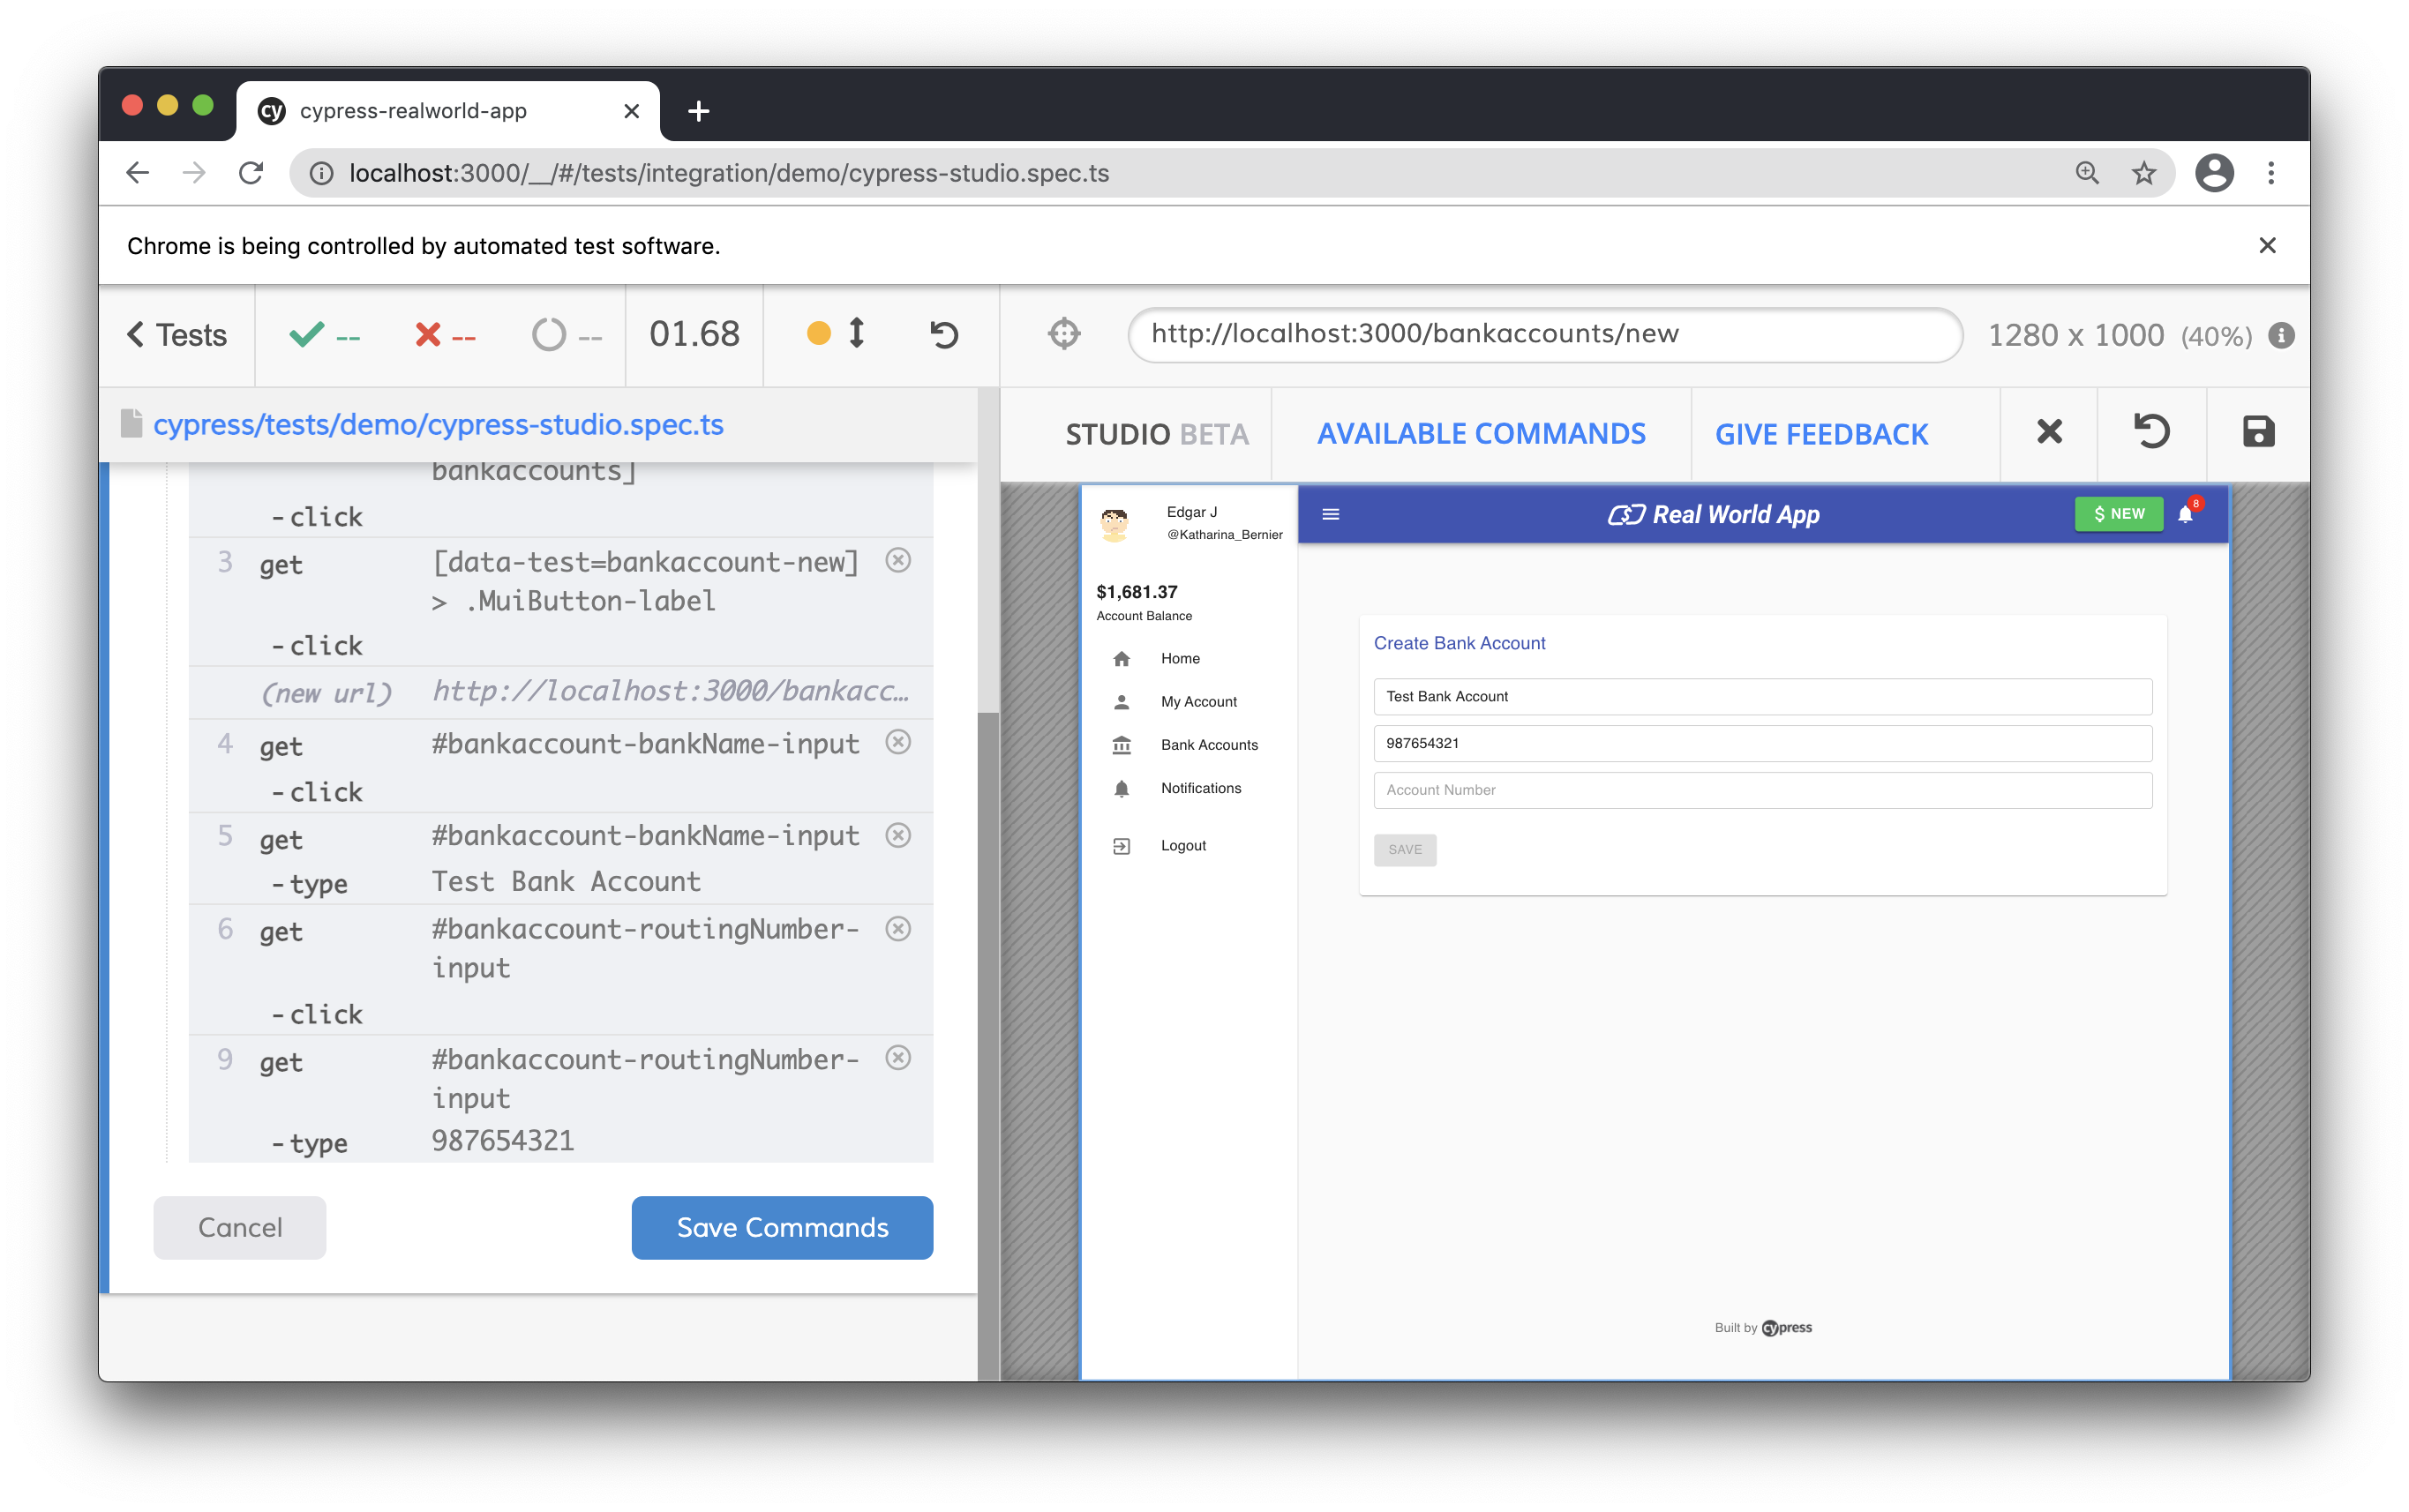 cypress-realworld-app
localhost:3000/__/#/tests/integration/demo/cypress-studio.spec.ts
Chrome is being controlled by automated test software.
Tests
--
--
--
01.68
http://localhost:3000/bankaccounts/new
1280 x 1000 (40%)
cypress/tests/demo/cypress-studio.spec.ts
STUDIO BETA
AVAILABLE COMMANDS
GIVE FEEDBACK
bankaccounts]
-click
3 get [data-test=bankaccount-new]
> .MuiButton-label
-click
(new url) http://localhost:3000/bankacc…
4 get #bankaccount-bankName-input
-click
5 get #bankaccount-bankName-input
-type Test Bank Account
6 get #bankaccount-routingNumber-
input
-click
9 get #bankaccount-routingNumber-
input
-type 987654321
Cancel
Save Commands
Edgar J
@Katharina_Bernier
$1,681.37
Account Balance
Home
My Account
Bank Accounts
Notifications
Logout
Real World App
$ NEW
8
Create Bank Account
Test Bank Account
987654321
Account Number
SAVE
Built by cypress